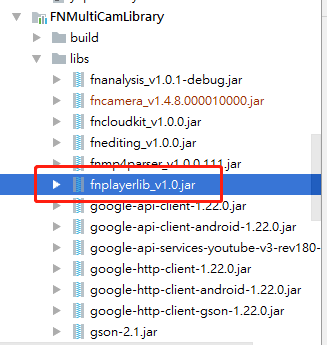 FNMultiCamLibrary
build
libs
fnanalysis_v1.0.1-debug.jar
fncamera_v1.4.8.000010000.jar
fncloudkit_v1.0.0.jar
fnediting_v1.0.0.jar
fnmp4parser_v1.0.0.111.jar
fnplayerlib_v1.0.jar
google-api-client-1.22.0.jar
google-api-client-android-1.22.0.jar
google-api-services-youtube-v3-rev180-
google-http-client-1.22.0.jar
google-http-client-android-1.22.0.jar
google-http-client-gson-1.22.0.jar
gson-2.1.jar